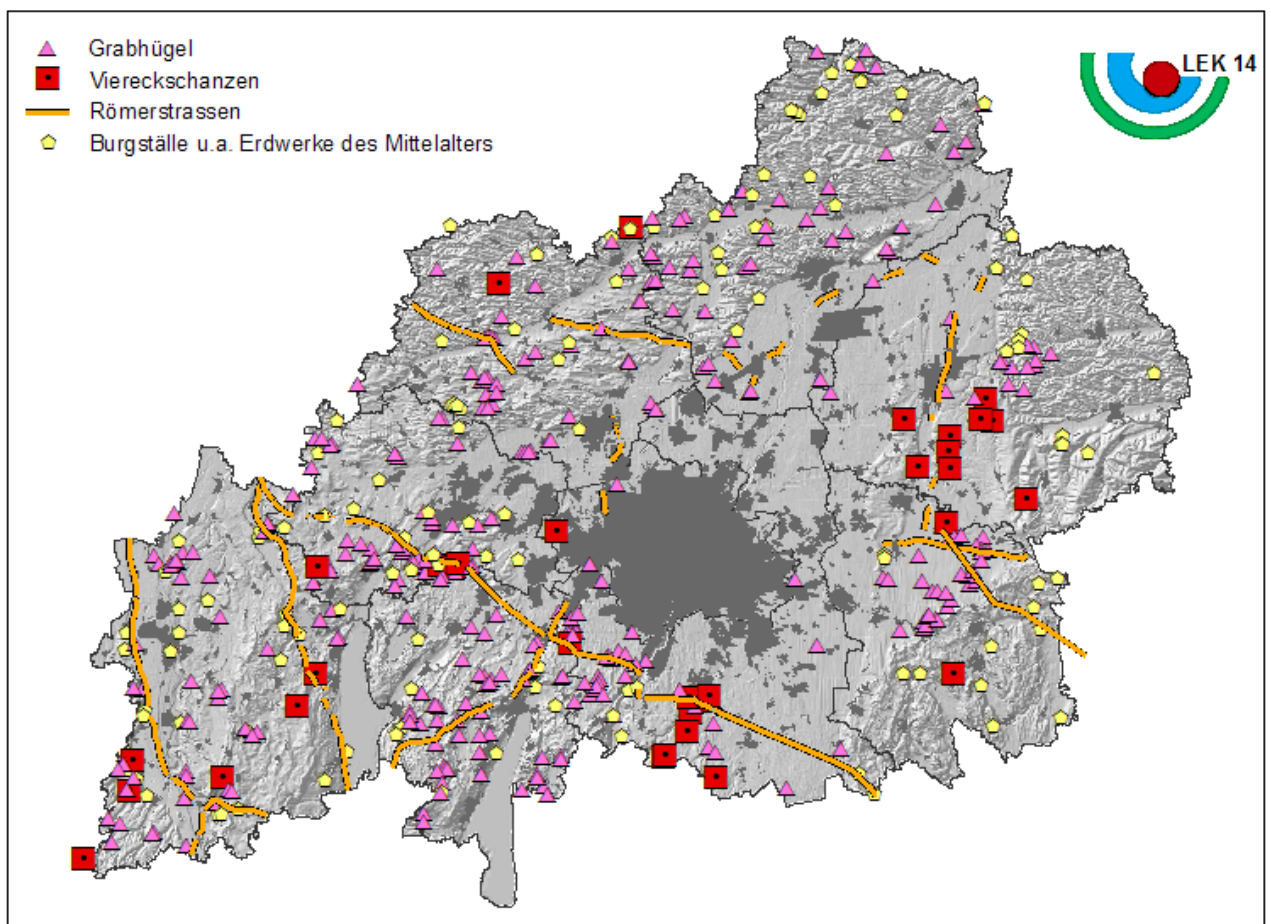 Grabhügel
Viereckschanzen
Römerstrassen
Burgställe u.a. Erdwerke des Mittelalters
LEK 14